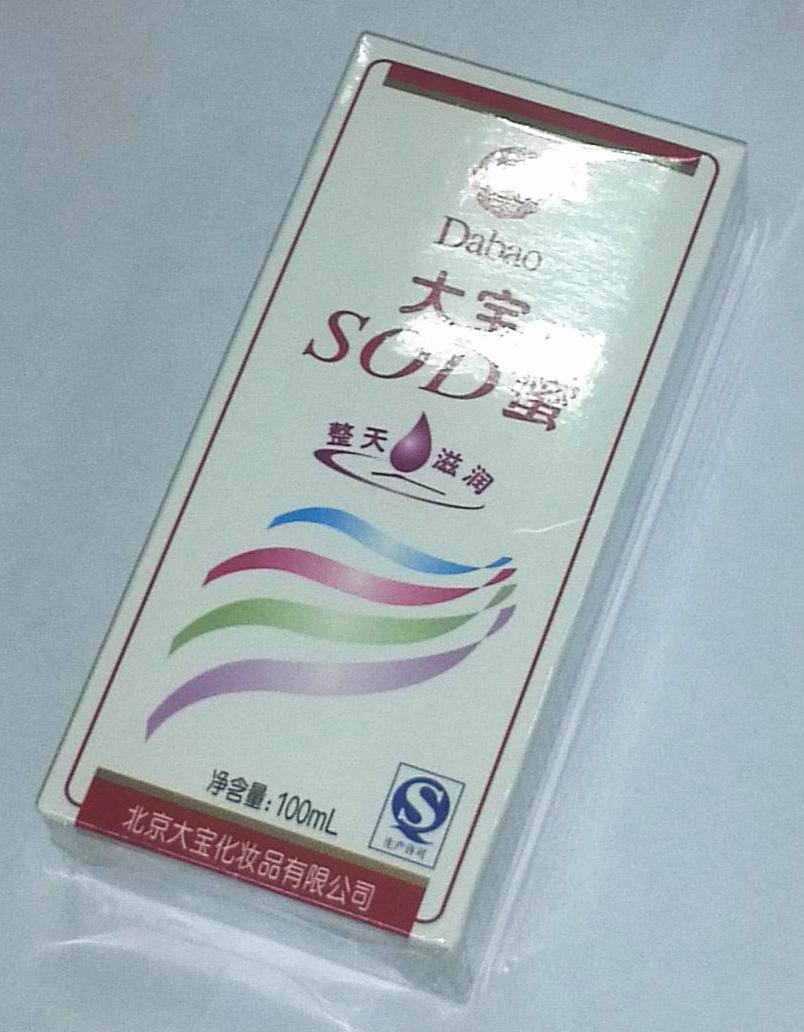 Dabao
大宝
SOD蜜
整天滋润
净含量:100mL
生产许可
北京大宝化妆品有限公司